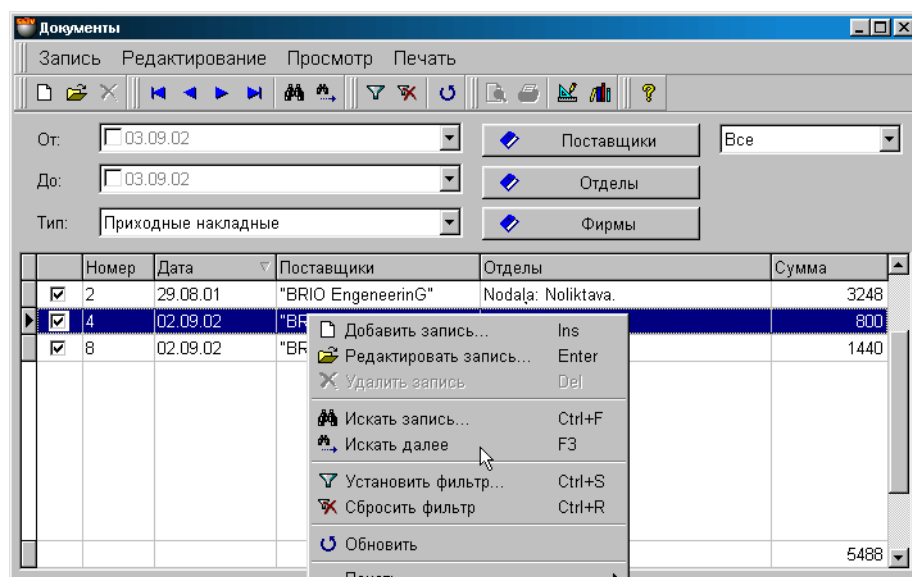 Документы
Запись Редактирование Просмотр Печать
От: 03.09.02 Поставщики Все
До: 03.09.02 Отделы
Тип: Приходные накладные Фирмы
Номер Дата Поставщики Отделы Сумма
2 29.08.01 "BRIO EngeneerinG" Nodaļa: Noliktava. 3248
4 02.09.02 "BR 800
8 02.09.02 "BR 1440
Добавить запись... Ins
Редактировать запись... Enter
Удалить запись Del
Искать запись... Ctrl+F
Искать далее F3
Установить фильтр... Ctrl+S
Сбросить фильтр Ctrl+R
Обновить
5488